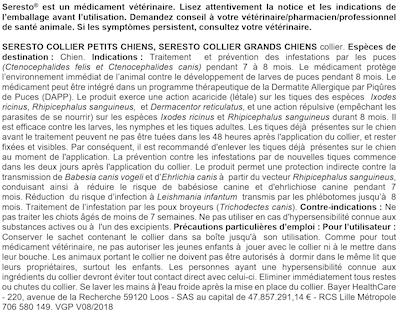 Seresto® est un médicament vétérinaire. Lisez attentivement la notice et les indications de
l'emballage avant l'utilisation. Demandez conseil à votre vétérinaire/pharmacien/professionnel
de santé animale. Si les symptômes persistent, consultez votre vétérinaire.
SERESTO COLLIER PETITS CHIENS, SERESTO COLLIER GRANDS CHIENS collier. Espèces de
destination : Chien. Indications : Traitement et prévention des infestations par les puces
(Ctenocephalides felis et Ctenocephalides canis) pendant 7 à 8 mois. Le médicament protège
l'environnement immédiat de l'animal contre le développement de larves de puces pendant 8 mois. Le
médicament peut être intégré dans un programme thérapeutique de la Dermatite Allergique par Piqûres
de Puces (DAPP). Le produit exerce une action acaricide (létale) sur les tiques des espèces Ixodes
ricinus, Rhipicephalus sanguineus, et Dermacentor reticulatus, et une action répulsive (empêchant les
parasites de se nourrir) sur les espèces Ixodes ricinus et Rhipicephalus sanguineus durant 8 mois. Il
est efficace contre les larves, les nymphes et les tiques adultes. Les tiques déjà présentes sur le chien
avant le traitement peuvent ne pas être tuées dans les 48 heures après l'application du collier, et rester
fixées et visibles. Par conséquent, il est recommandé d'enlever les tiques déjà présentes sur le chien
au moment de l'application. La prévention contre les infestations par de nouvelles tiques commence
dans les deux jours après l'application du collier. Le produit permet une protection indirecte contre la
transmission de Babesia canis vogeli et d'Ehrlichia canis à partir du vecteur Rhipicephalus sanguineus,
conduisant ainsi à réduire le risque de babésiose canine et d'ehrlichiose canine pendant 7
mois. Réduction du risque d'infection à Leishmania infantum transmis par les phlébotomes jusqu'à 8
mois. Traitement de l'infestation par les poux broyeurs (Trichodectes canis). Contre-indications : Ne
pas traiter les chiots âgés de moins de 7 semaines. Ne pas utiliser en cas d'hypersensibilité connue aux
substances actives ou à l'un des excipients. Précautions particulières d'emploi : Pour l'utilisateur :
Conserver le sachet contenant le collier dans sa boîte jusqu'à son utilisation. Comme pour tout
médicament vétérinaire, ne pas autoriser les jeunes enfants à jouer avec le collier ni à le mettre dans
leur bouche. Les animaux portant le collier ne doivent pas être autorisés à dormir dans le même lit que
leurs propriétaires, surtout les enfants. Les personnes ayant une hypersensibilité connue aux
ingrédients du collier devront éviter tout contact direct avec celui-ci. Eliminer immédiatement tous restes
ou chutes du collier. Se laver les mains à l'eau froide après la mise en place du collier. Bayer HealthCare
- 220, avenue de la Recherche 59120 Loos - SAS au capital de 47.857.291,14 € - RCS Lille Métropole
706 580 149. VGP V08/2018